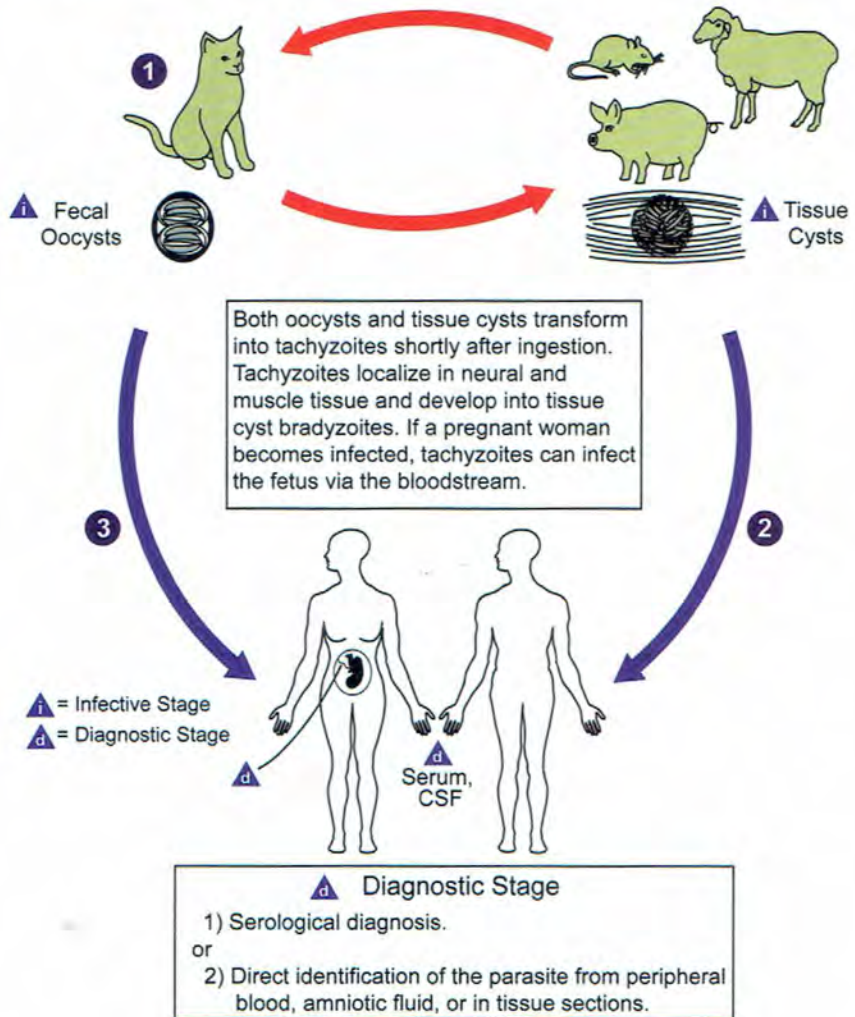 1
i Fecal
Oocysts
i Tissue
Cysts
Both oocysts and tissue cysts transform
into tachyzoites shortly after ingestion.
Tachyzoites localize in neural and
muscle tissue and develop into tissue
cyst bradyzoites. If a pregnant woman
becomes infected, tachyzoites can infect
the fetus via the bloodstream.
3
2
i = Infective Stage
d = Diagnostic Stage
d
d
Serum,
CSF
d Diagnostic Stage
1) Serological diagnosis.
or
2) Direct identification of the parasite from peripheral
blood, amniotic fluid, or in tissue sections.